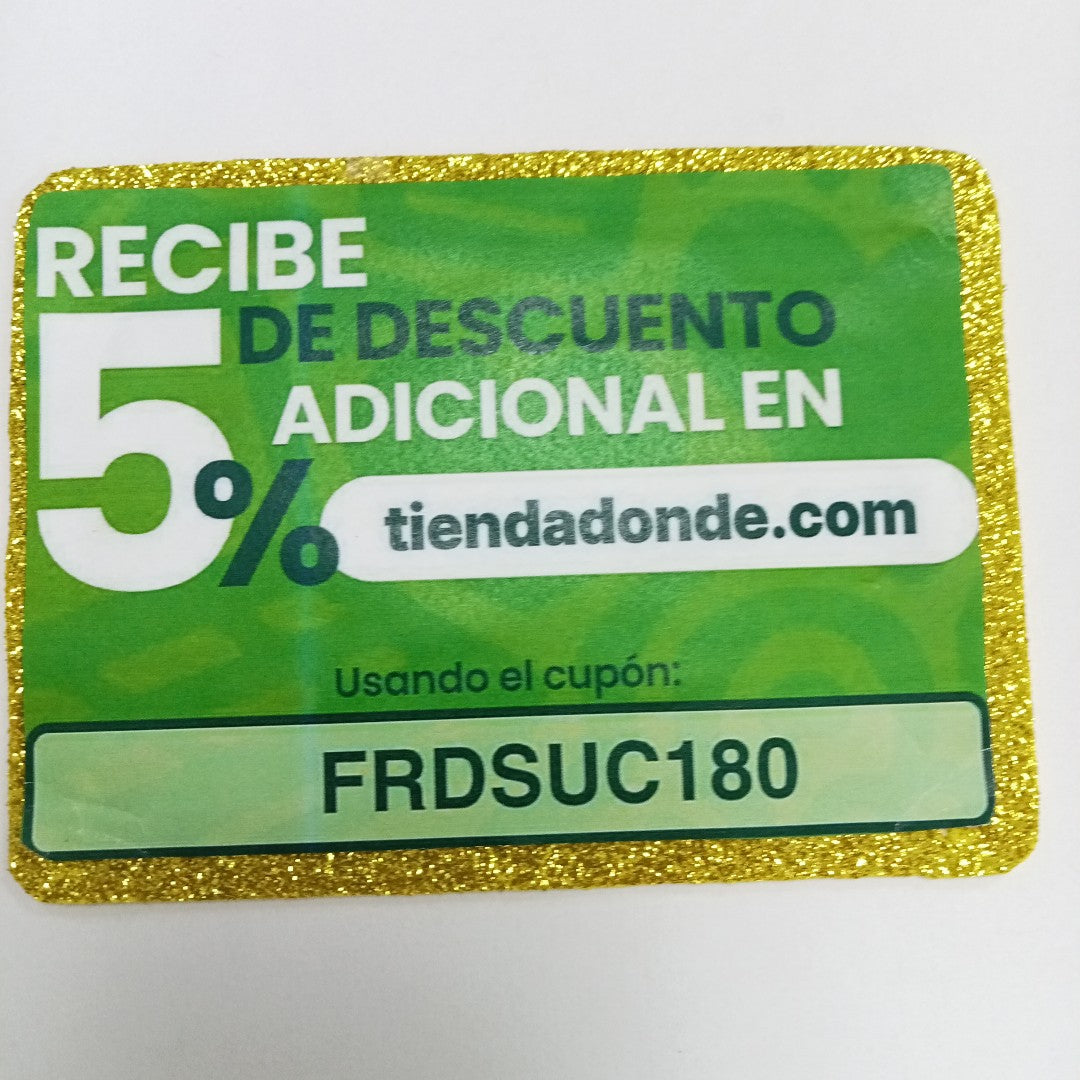 RECIBE
5% DE DESCUENTO
ADICIONAL EN
tiendadonde.com
Usando el cupón:
FRDSUC180